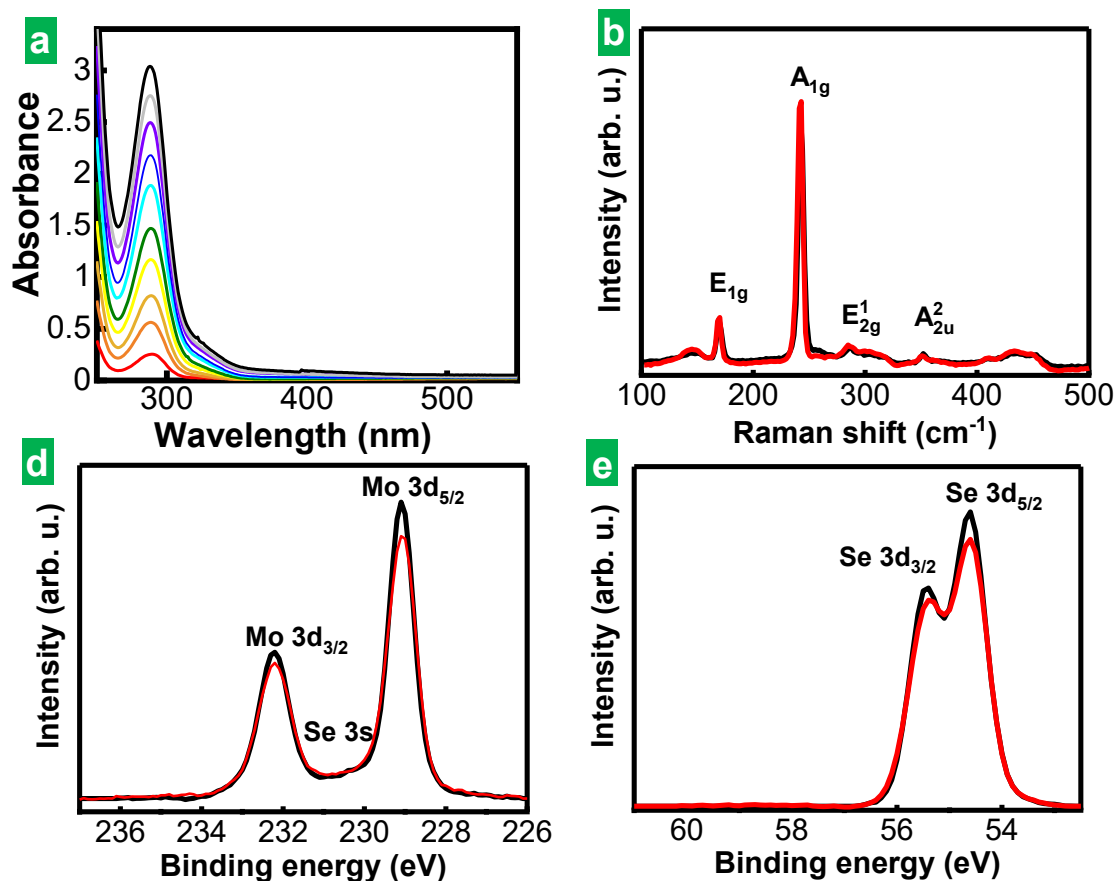 a
Absorbance
3
2.5
2
1.5
1
0.5
0
300 400 500
Wavelength (nm)
b
Intensity (arb. u.)
A1g
E1g
E¹2g
A²2u
100 200 300 400 500
Raman shift (cm⁻¹)
d
Intensity (arb. u.)
Mo 3d5/2
Mo 3d3/2
Se 3s
236 234 232 230 228 226
Binding energy (eV)
e
Intensity (arb. u.)
Se 3d5/2
Se 3d3/2
60 58 56 54
Binding energy (eV)